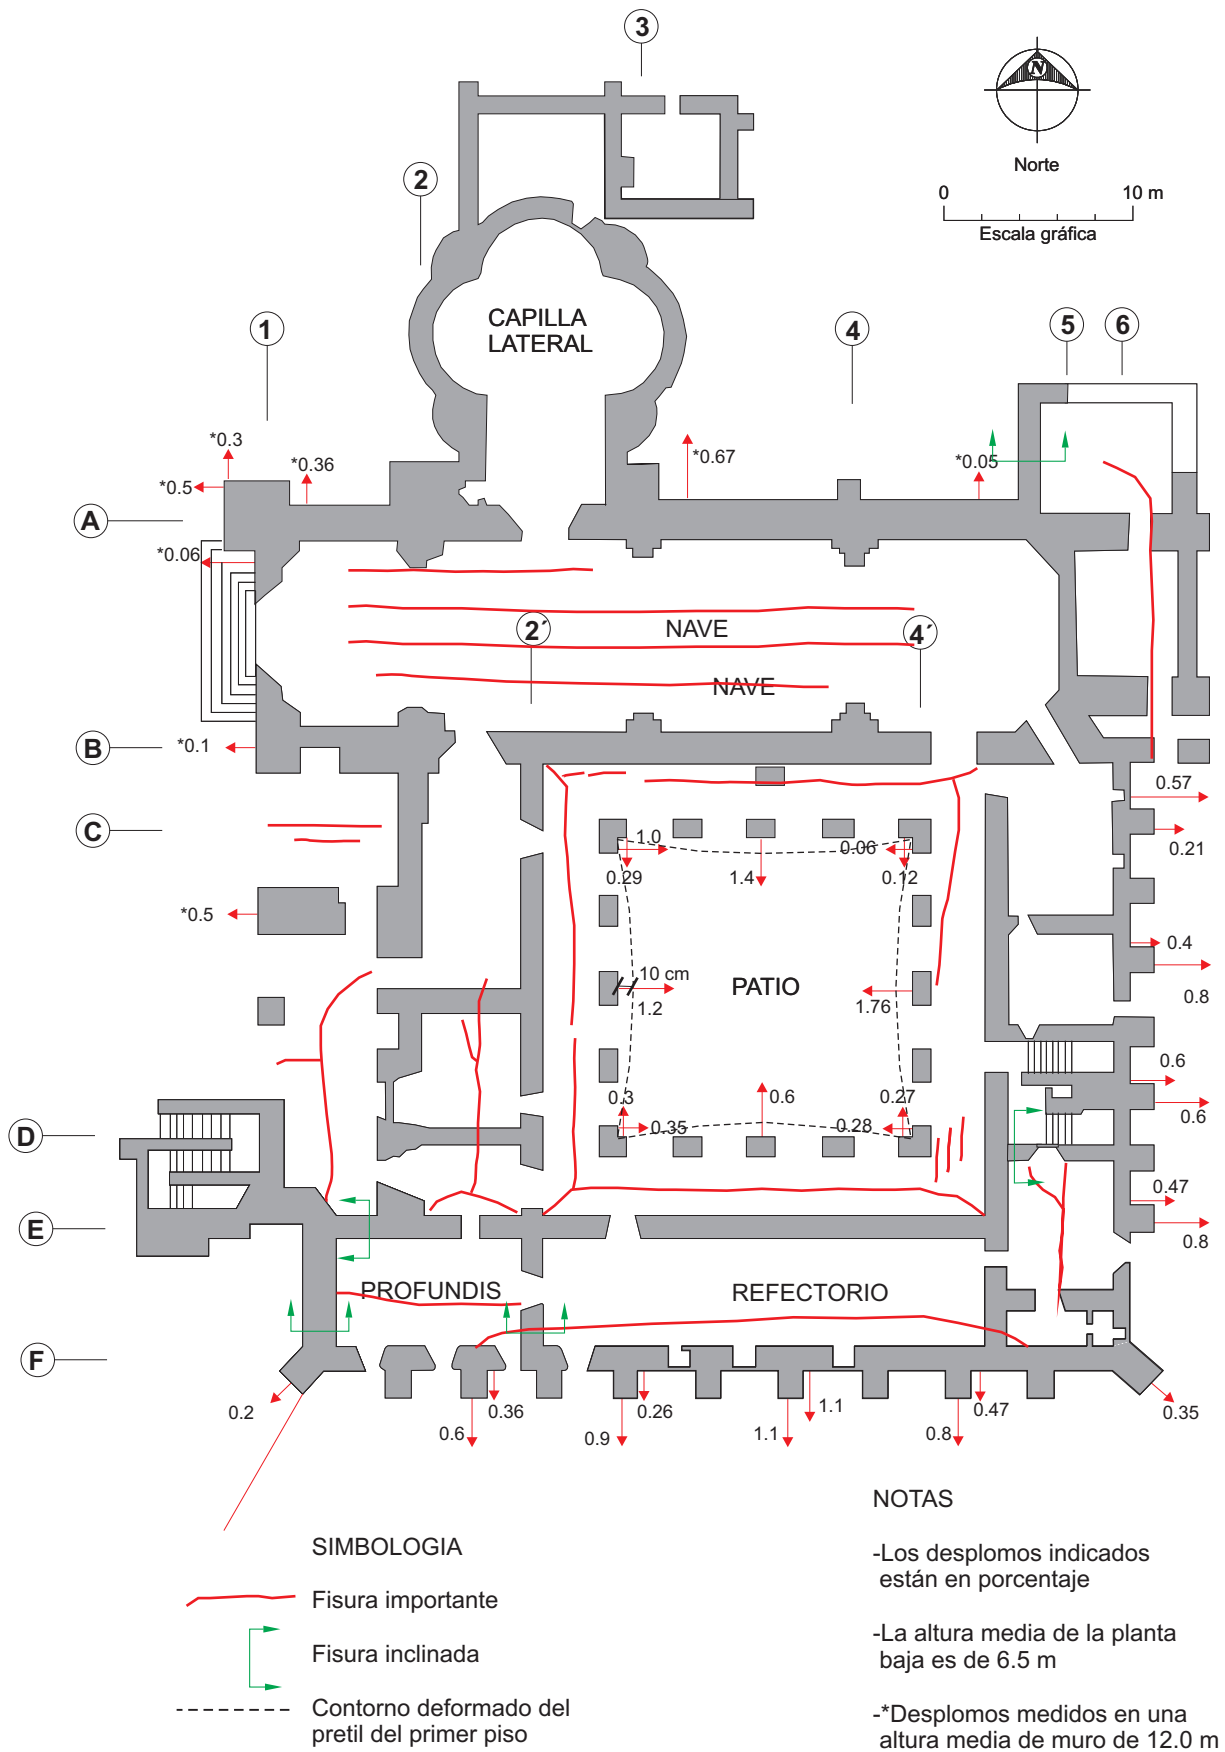 3
N
Norte
2
0 10 m
Escala gráfica
CAPILLA
LATERAL
1
4
5
6
*0.3
*0.36
*0.67
*0.05
*0.5
A
*0.06
NAVE
2´
4´
NAVE
B
*0.1
0.57
C
1.0
0.06
0.21
0.29
1.4
0.12
*0.5
0.4
10 cm
PATIO
0.8
1.2
1.76
0.6
0.3
0.6
0.27
0.6
D
0.35
0.28
0.47
E
0.8
PROFUNDIS
REFECTORIO
F
0.2
0.36
0.26
1.1
0.47
0.35
0.6
0.9
1.1
0.8
NOTAS
SIMBOLOGIA
-Los desplomos indicados
están en porcentaje
Fisura importante
-La altura media de la planta
baja es de 6.5 m
Fisura inclinada
Contorno deformado del
pretil del primer piso
-*Desplomos medidos en una
altura media de muro de 12.0 m